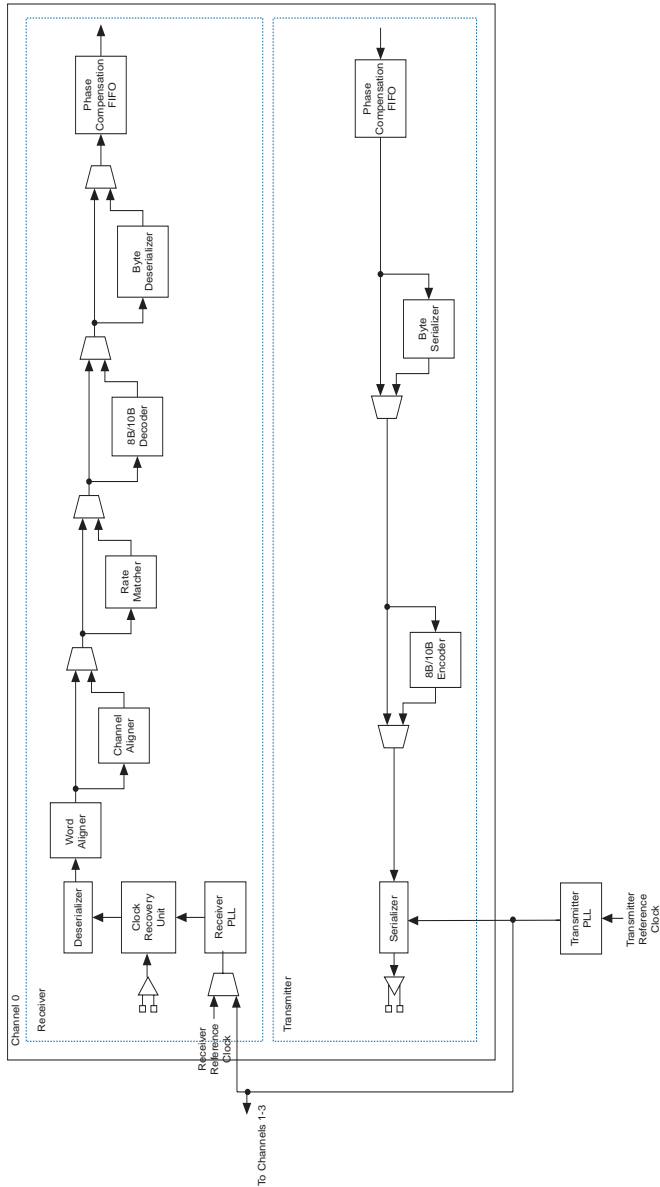 Channel 0
Receiver
Deserializer
Word
Aligner
Channel
Aligner
Rate
Matcher
8B/10B
Decoder
Byte
Deserializer
Phase
Compensation
FIFO
Clock
Recovery
Unit
Receiver
PLL
Receiver
Reference
Clock
Transmitter
Serializer
8B/10B
Encoder
Byte
Serializer
Phase
Compensation
FIFO
To Channels 1-3
Transmitter
PLL
Transmitter
Reference
Clock